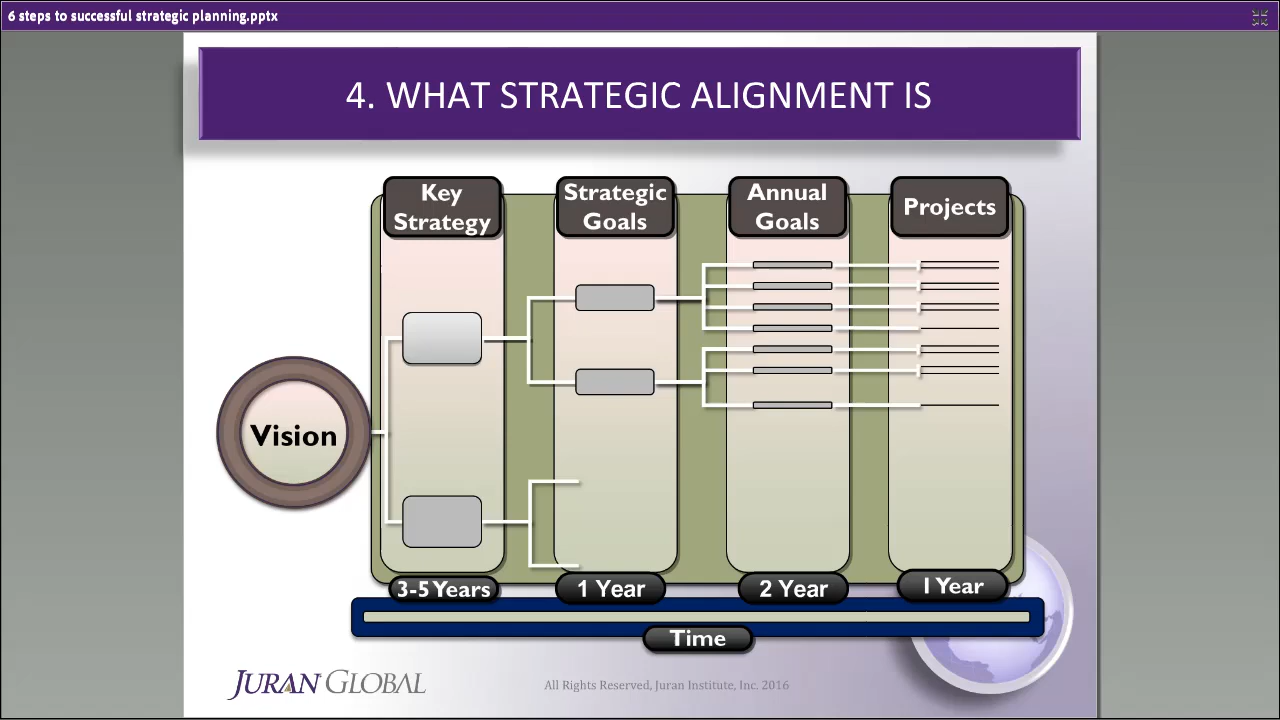 6 steps to successful strategic planning.pptx
4. WHAT STRATEGIC ALIGNMENT IS
Key
Strategy
Strategic
Goals
Annual
Goals
Projects
Vision
3-5 Years
1 Year
2 Year
1 Year
Time
JURAN GLOBAL
All Rights Reserved, Juran Institute, Inc. 2016